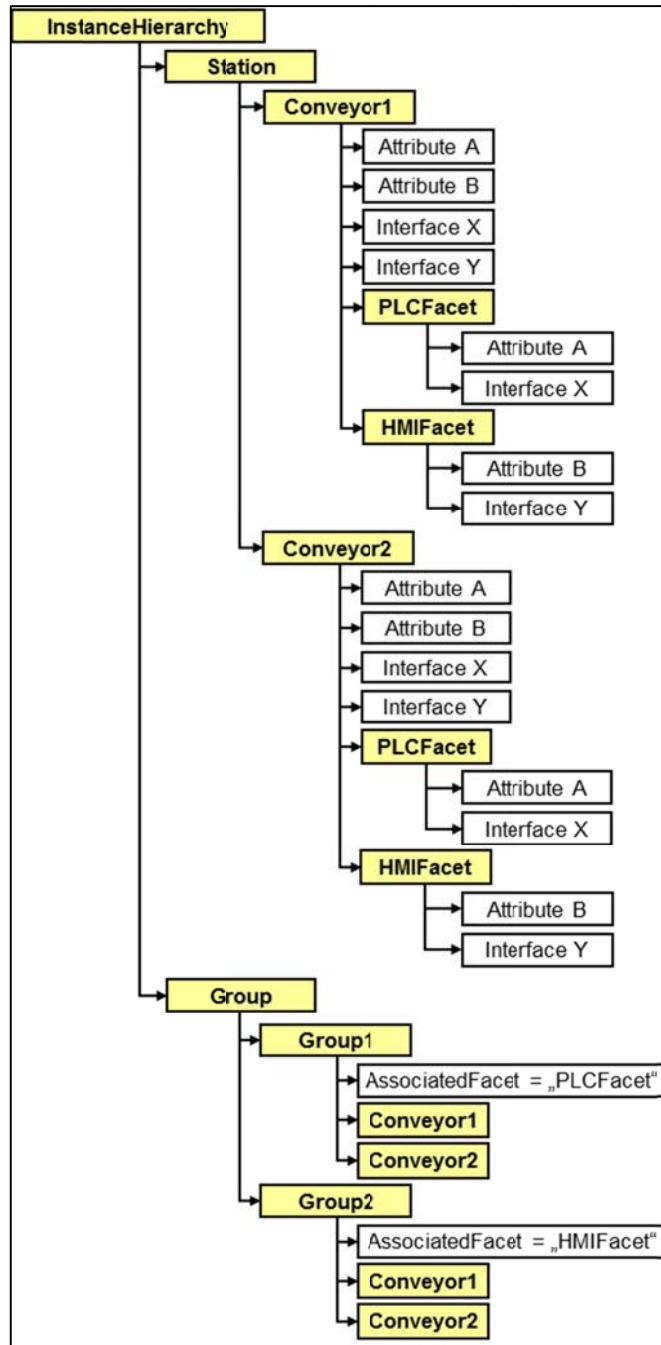 InstanceHierarchy
Station
Conveyor1
Attribute A
Attribute B
Interface X
Interface Y
PLCFacet
Attribute A
Interface X
HMIFacet
Attribute B
Interface Y
Conveyor2
Attribute A
Attribute B
Interface X
Interface Y
PLCFacet
Attribute A
Interface X
HMIFacet
Attribute B
Interface Y
Group
Group1
AssociatedFacet = „PLCFacet“
Conveyor1
Conveyor2
Group2
AssociatedFacet = „HMIFacet“
Conveyor1
Conveyor2